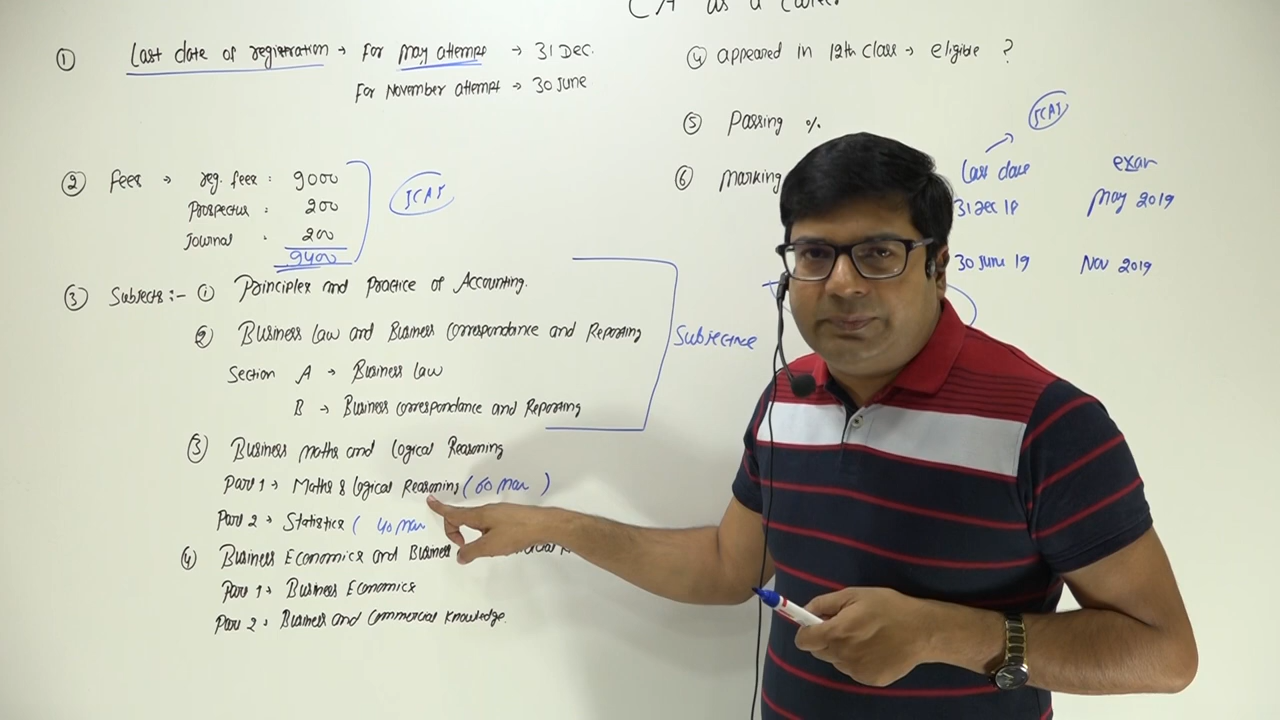 CA as a Career
① Last date of registration → For May attempt → 31 Dec.
For November attempt → 30 June
② Fees → reg. fees : 9000
Prospectus : 200
Journal . 200
9400
ICAI
③ Subjects :- ① Principles and Practice of Accounting.
② Business law and Business Correspondance and Reporting
Section A → Business law
B → Business correspondance and Reporting
Subjective
③ Business maths and logical Reasoning
Part 1 → Maths & logical Reasoning ( 60 Mar )
Part 2 → Statistics ( 40 Mar
④ Business Economics and Business
Part 1 → Business Economics
Part 2 → Business and Commercial Knowledge.
④ appeared in 12th Class → eligible ?
⑤ Passing %
⑥ Marking
ICAI
last date exam
31 Dec 18 May 2019
30 June 19 Nov 2019